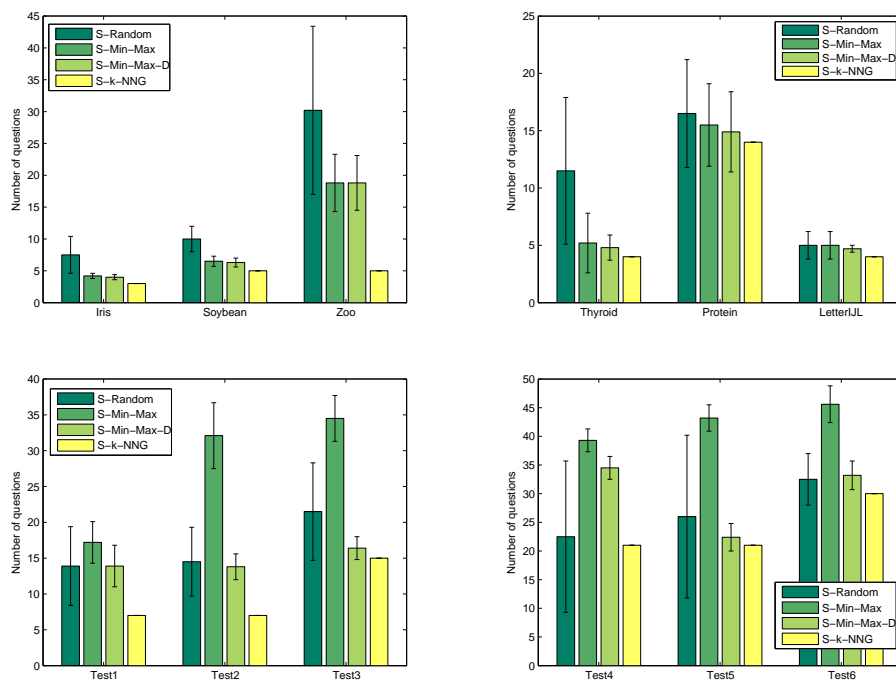 45
40
35
30
25
20
15
10
5
0
Number of questions
S−Random
S−Min−Max
S−Min−Max−D
S−k−NNG
Iris Soybean Zoo
25
20
15
10
5
0
Number of questions
S−Random
S−Min−Max
S−Min−Max−D
S−k−NNG
Thyroid Protein LetterIJL
40
35
30
25
20
15
10
5
0
Number of questions
S−Random
S−Min−Max
S−Min−Max−D
S−k−NNG
Test1 Test2 Test3
50
45
40
35
30
25
20
15
10
5
0
Number of questions
S−Random
S−Min−Max
S−Min−Max−D
S−k−NNG
Test4 Test5 Test6